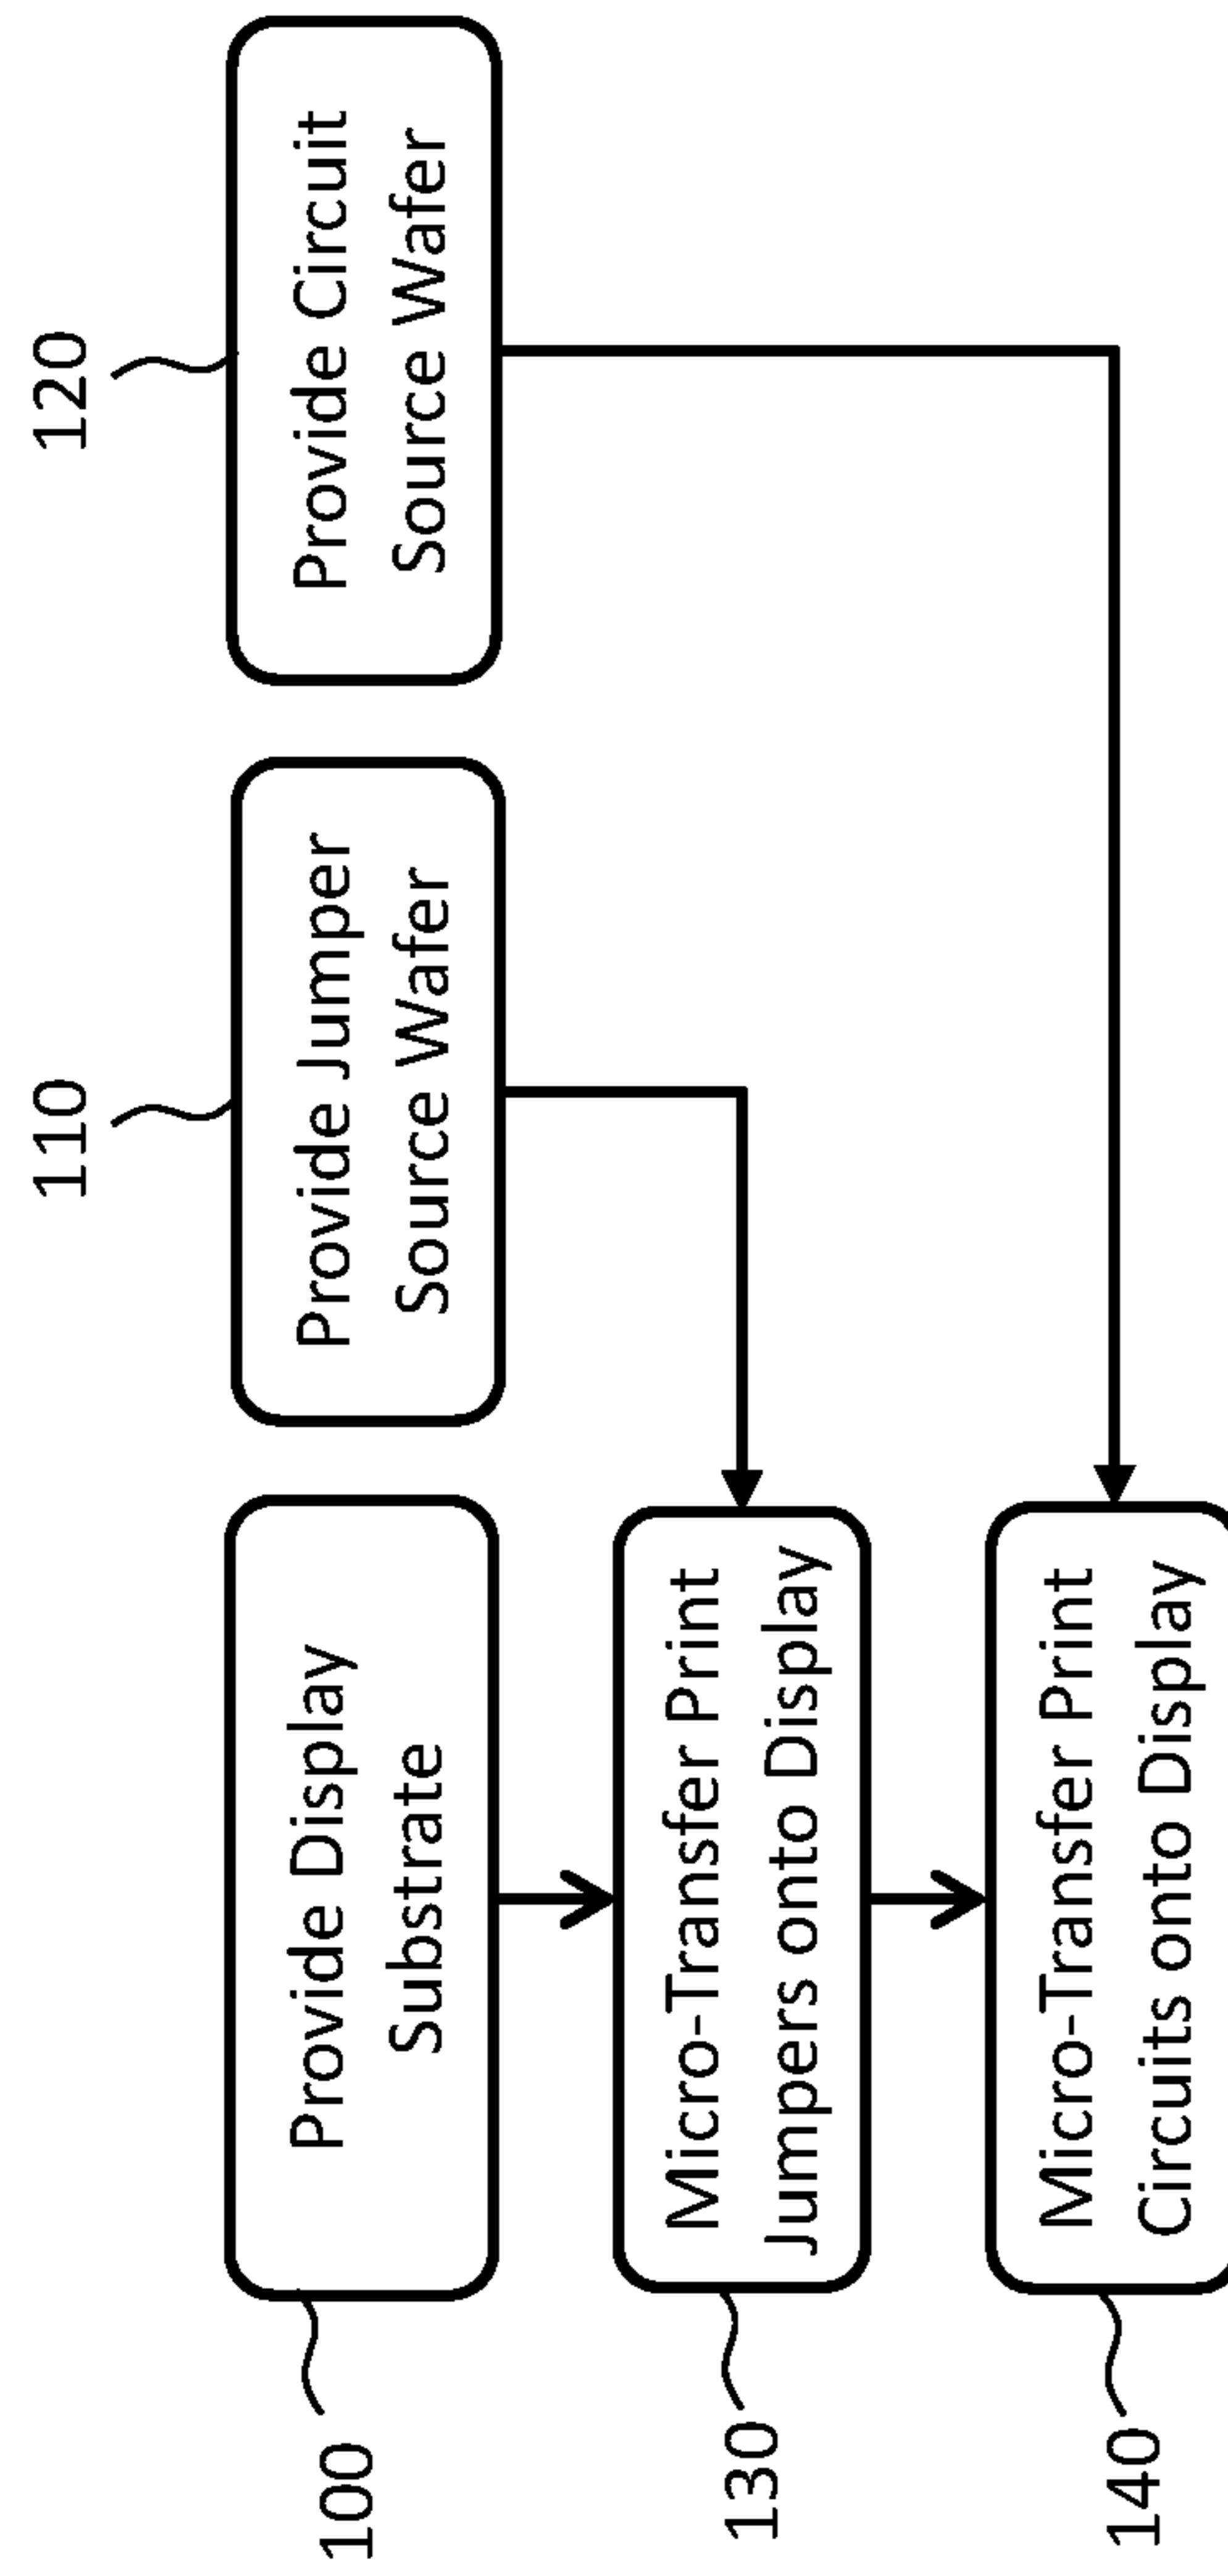 100
Provide Display
Substrate
110
Provide Jumper
Source Wafer
120
Provide Circuit
Source Wafer
130
Micro-Transfer Print
Jumpers onto Display
140
Micro-Transfer Print
Circuits onto Display